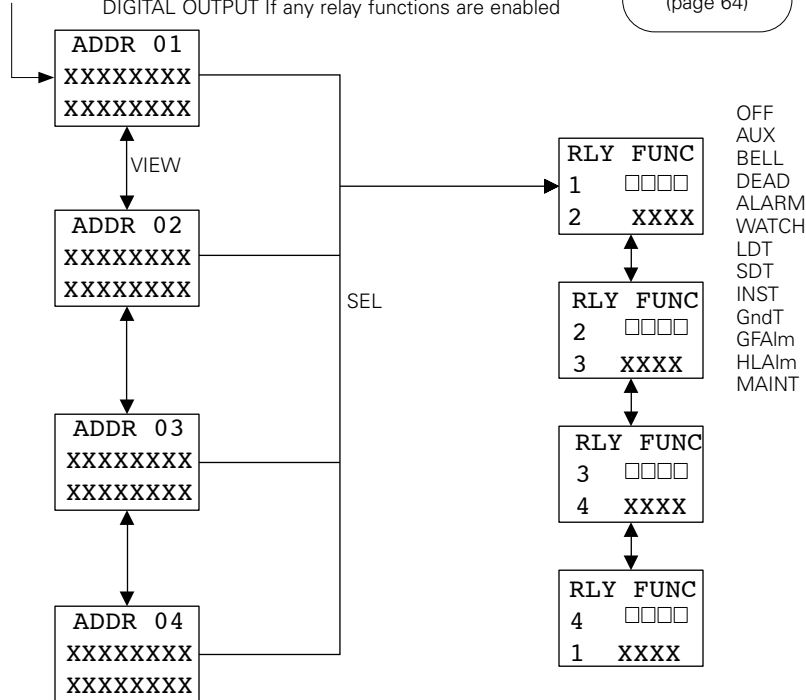 DIGITAL OUTPUT If any relay functions are enabled
(page 64)
ADDR 01
XXXXXXXX
XXXXXXXX
VIEW
ADDR 02
XXXXXXXX
XXXXXXXX
ADDR 03
XXXXXXXX
XXXXXXXX
ADDR 04
XXXXXXXX
XXXXXXXX
SEL
RLY FUNC
1 □□□□
2 XXXX
RLY FUNC
2 □□□□
3 XXXX
RLY FUNC
3 □□□□
4 XXXX
RLY FUNC
4 □□□□
1 XXXX
OFF
AUX
BELL
DEAD
ALARM
WATCH
LDT
SDT
INST
GndT
GFAlm
HLAlm
MAINT